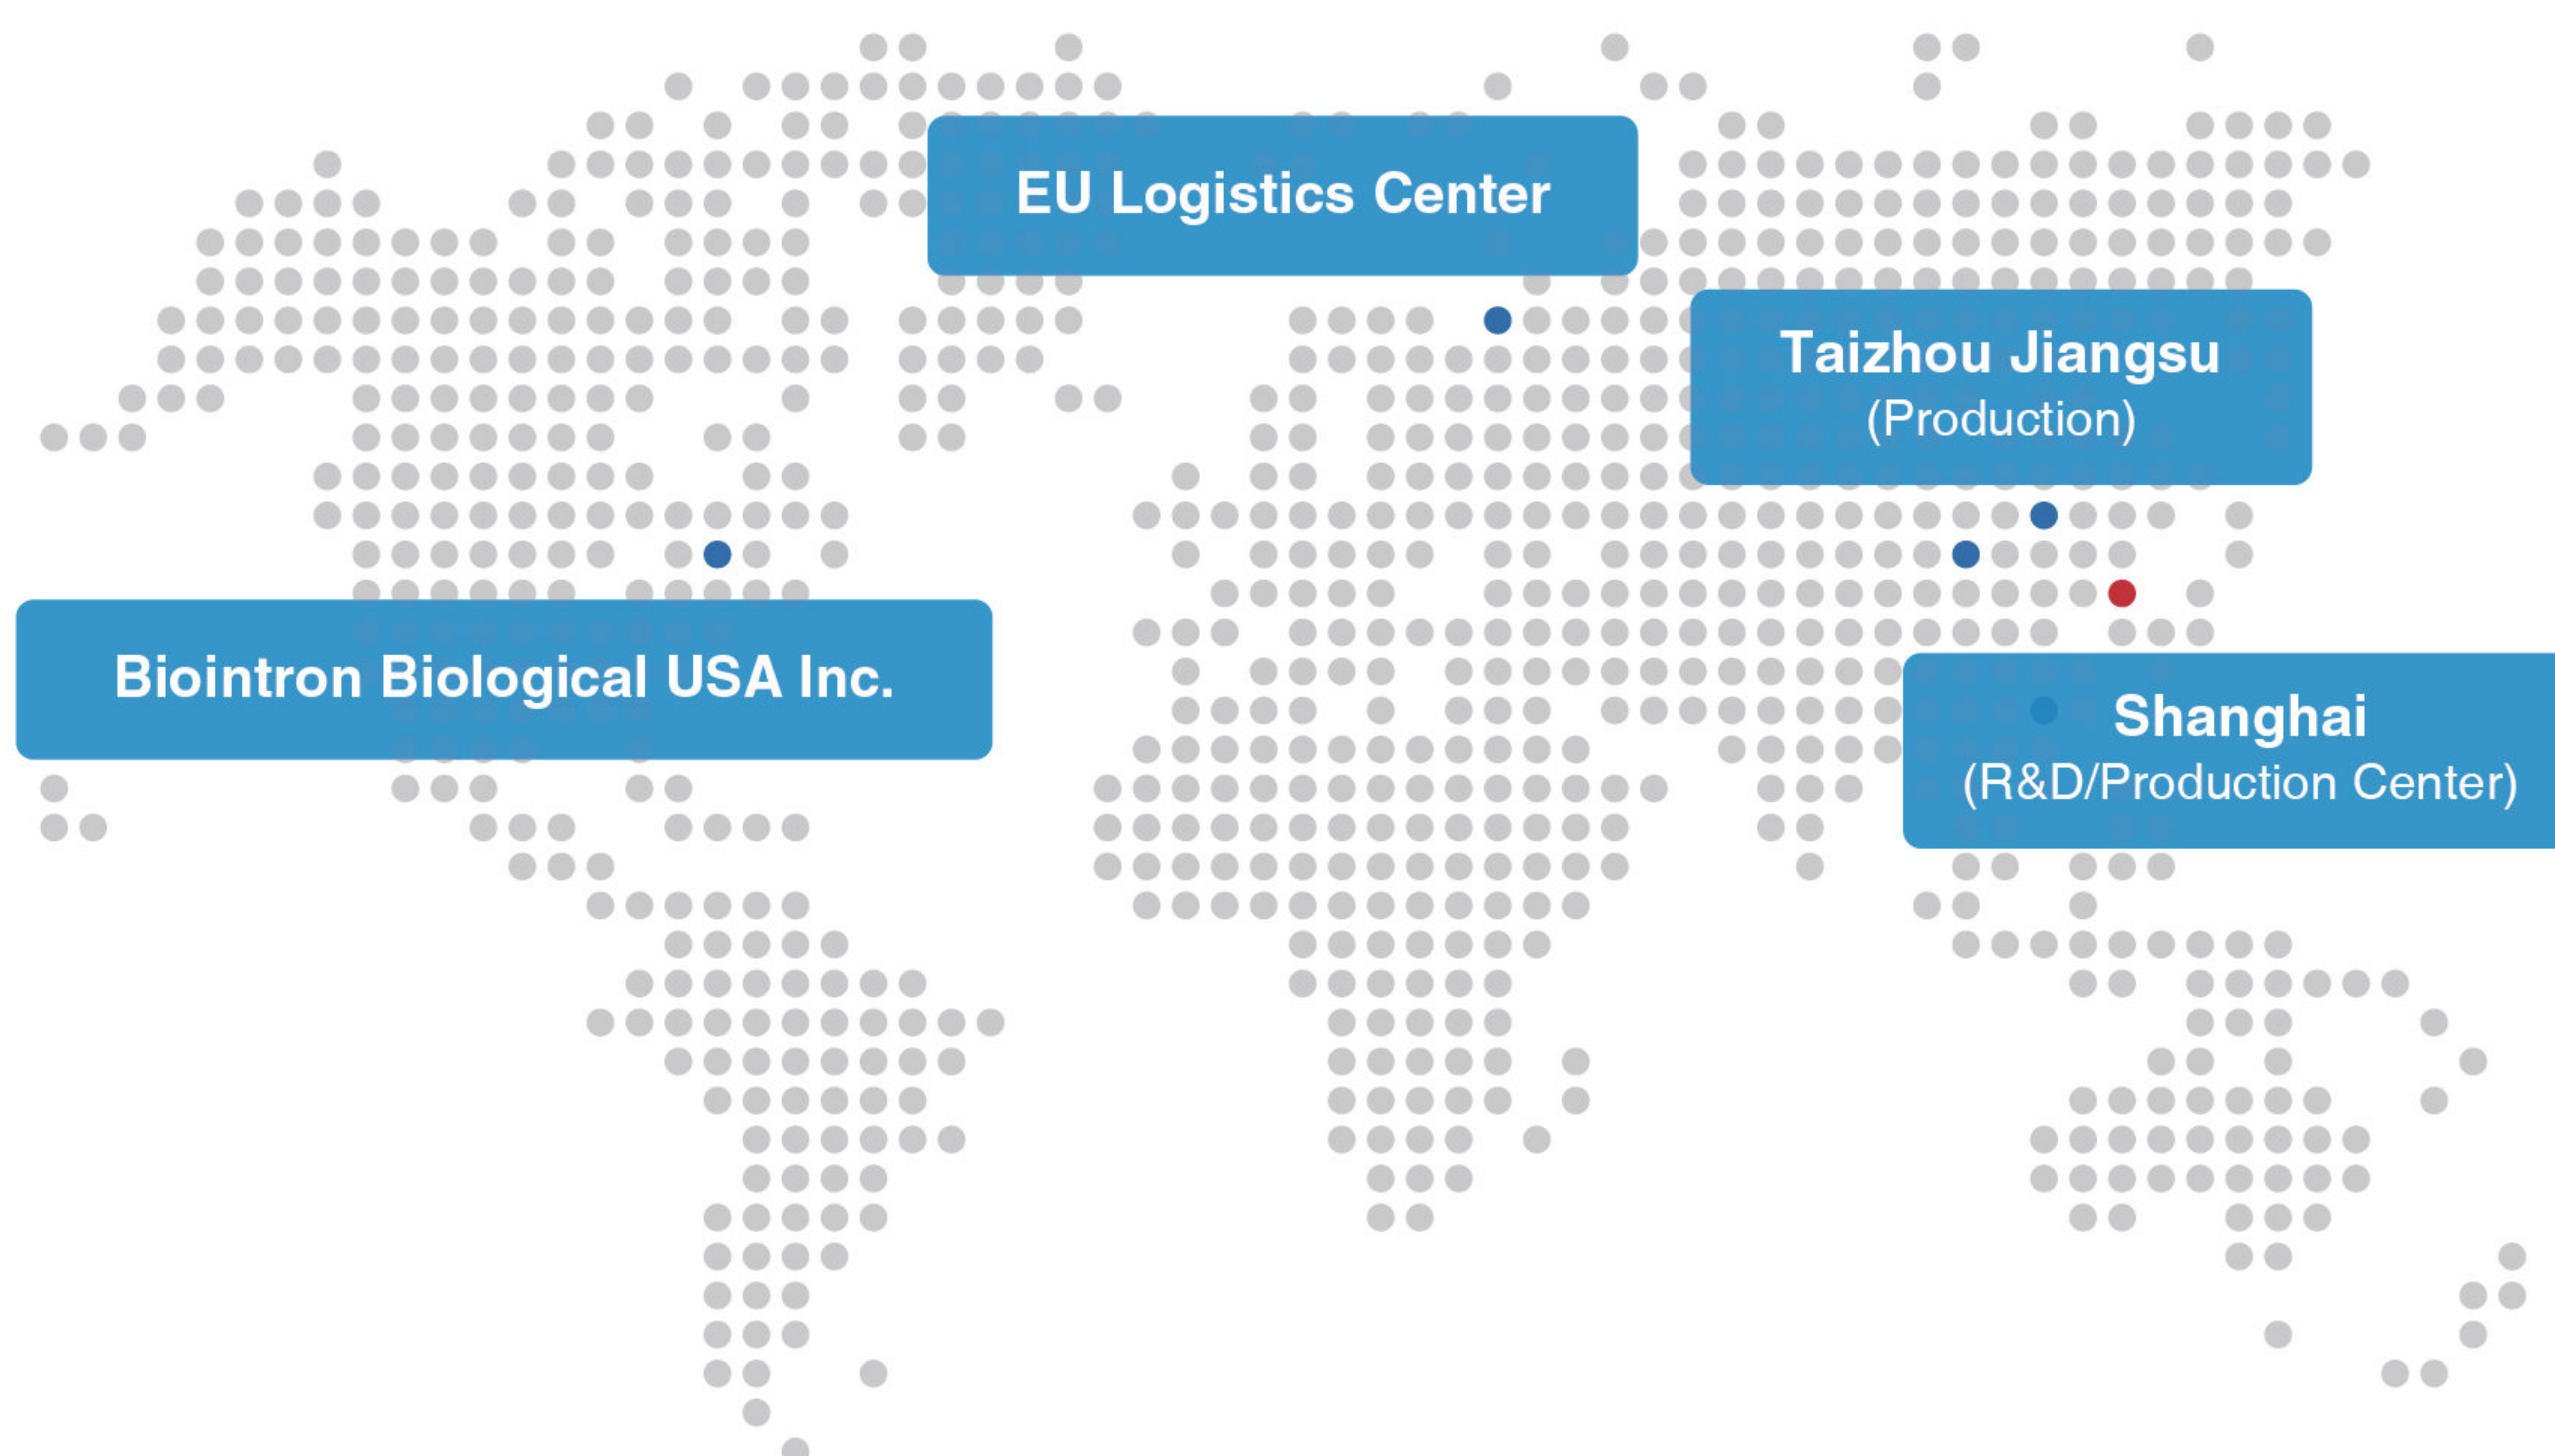 EU Logistics Center
Taizhou Jiangsu
(Production)
Biointron Biological USA Inc.
Shanghai
(R&D/Production Center)